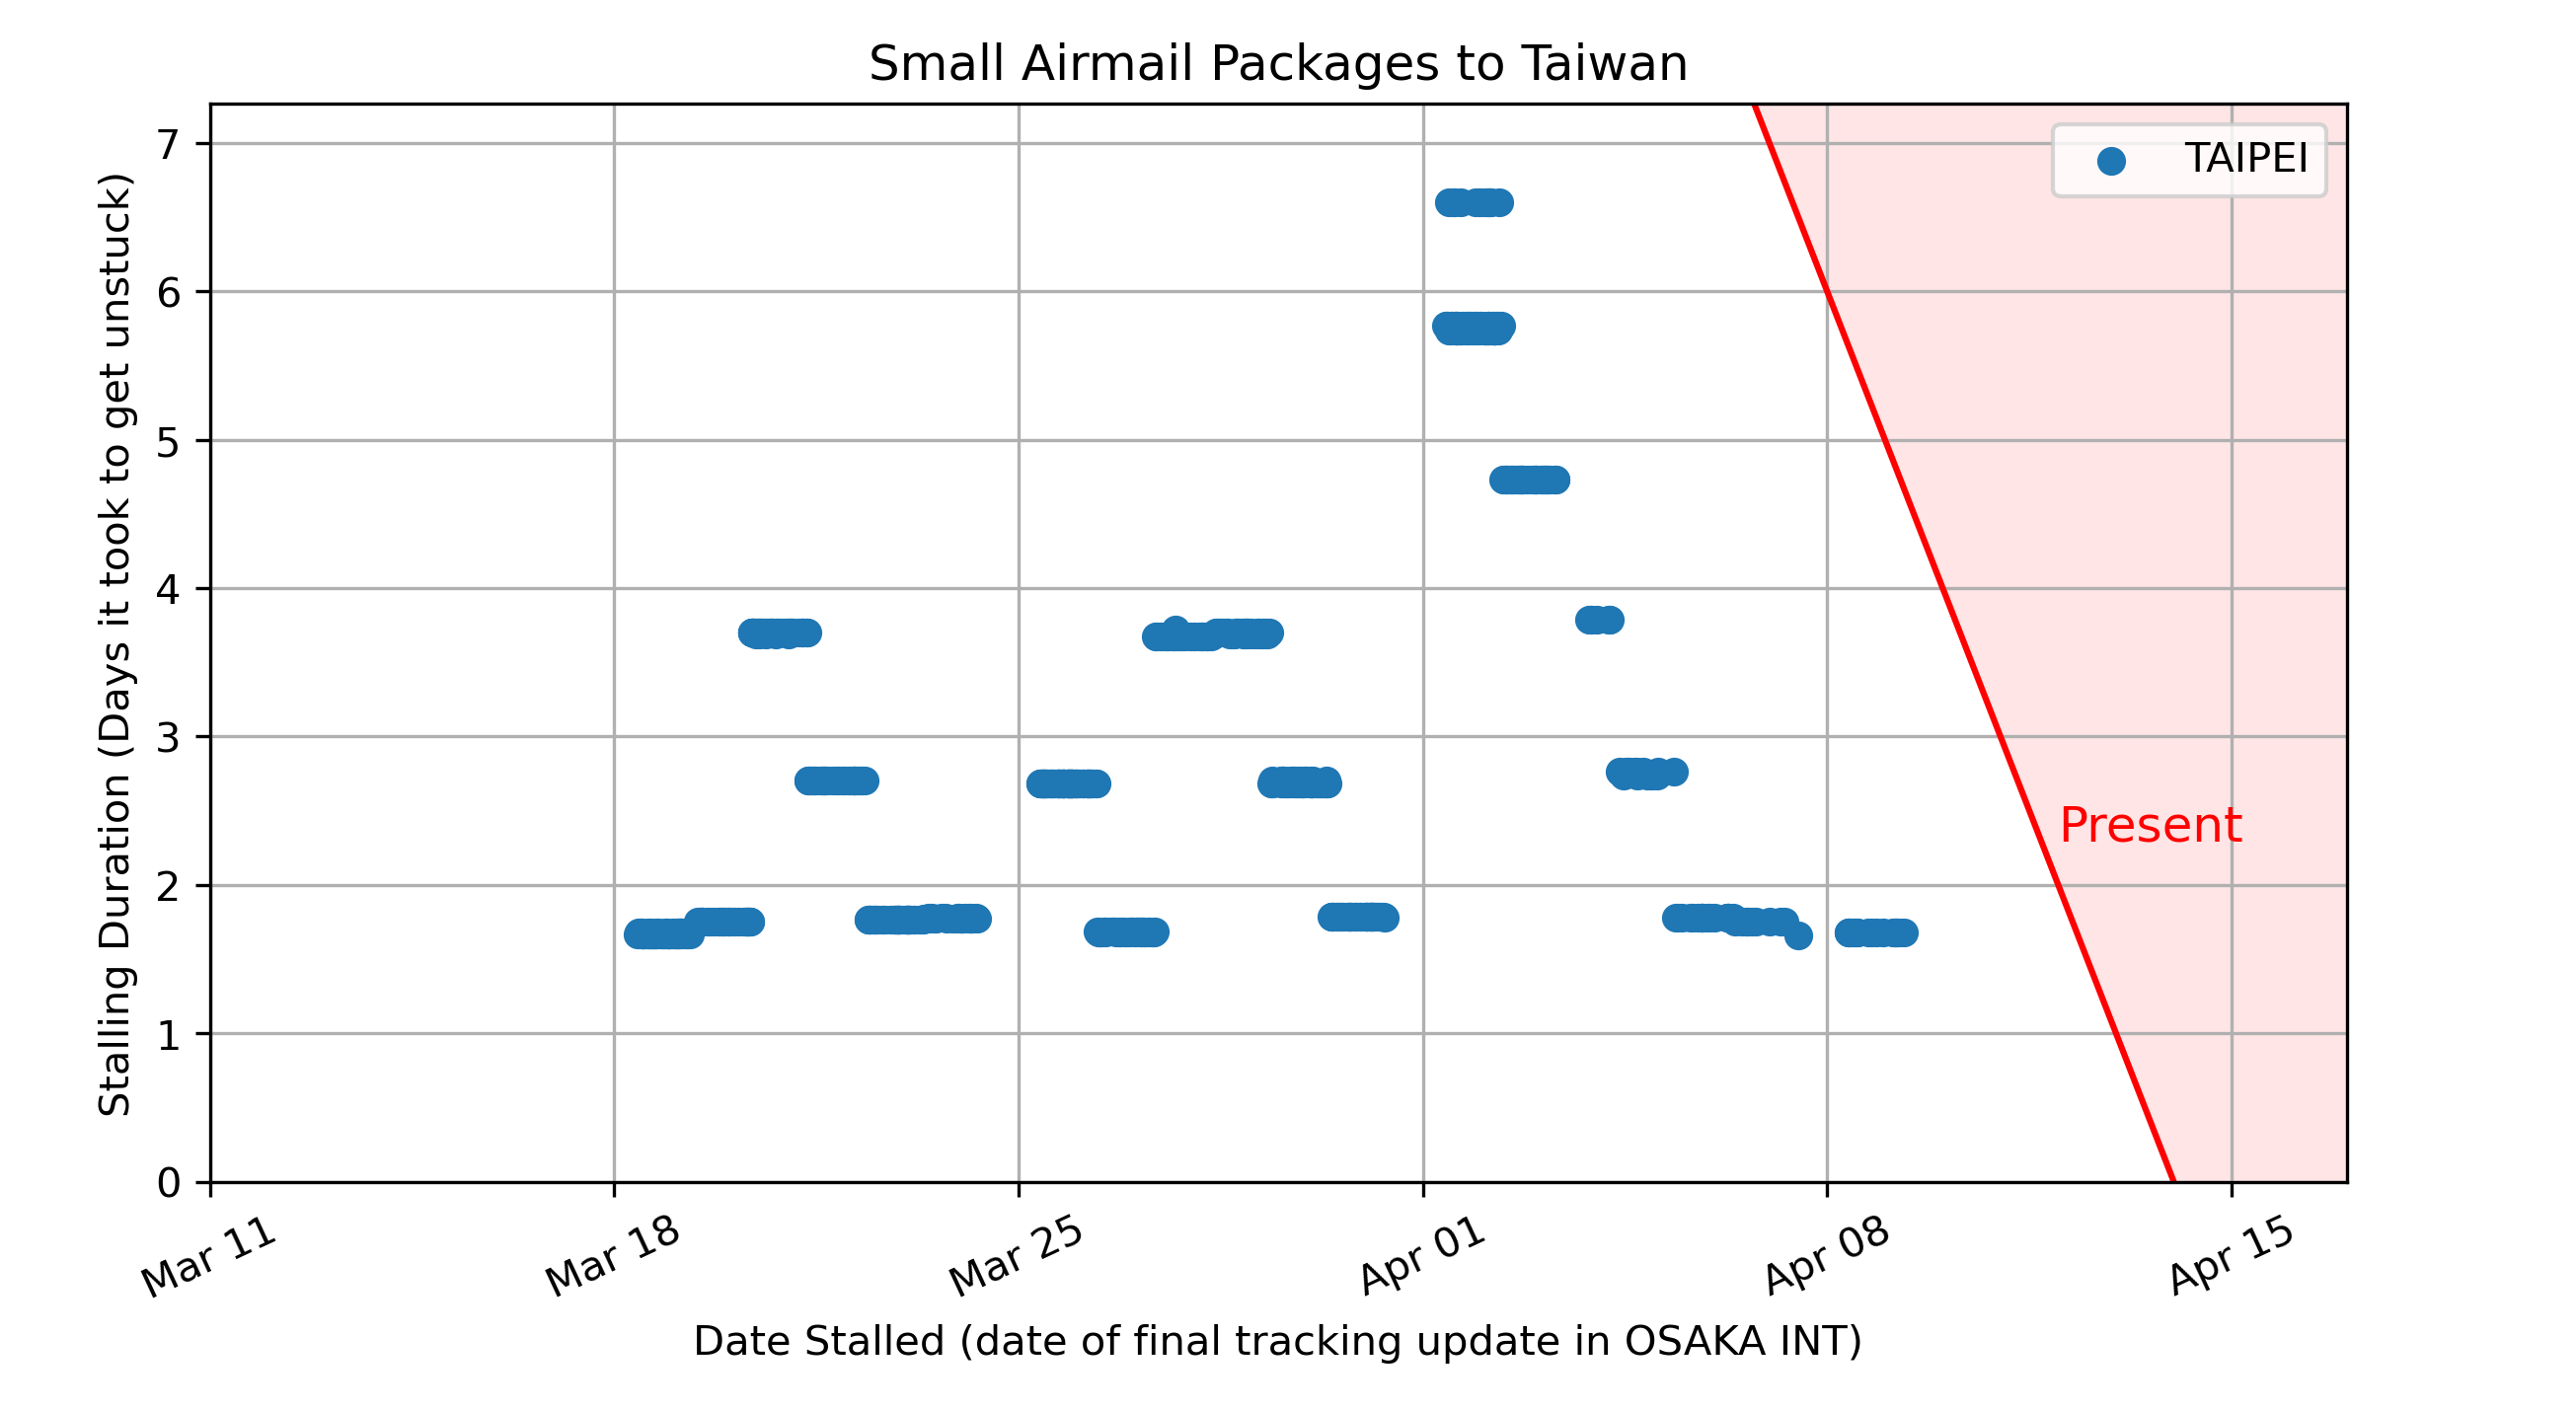 Small Airmail Packages to Taiwan
Stalling Duration (Days it took to get unstuck)
7
6
5
4
3
2
1
0
TAIPEI
Present
Mar 11
Mar 18
Mar 25
Apr 01
Apr 08
Apr 15
Date Stalled (date of final tracking update in OSAKA INT)